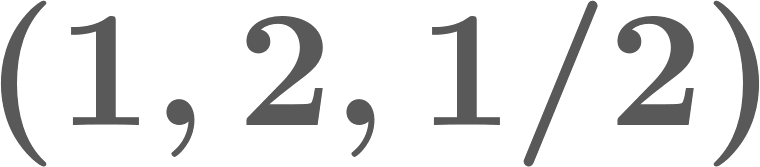 (1, 2, 1/2)